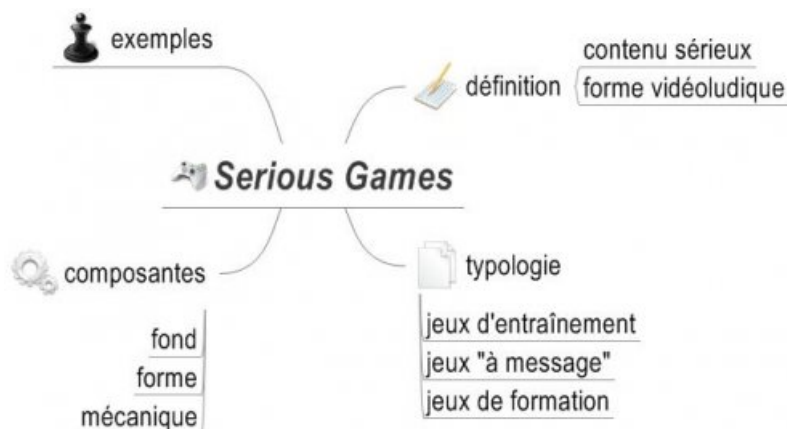 exemples
contenu sérieux
définition
forme vidéoludique
Serious Games
composantes
typologie
fond
forme
mécanique
jeux d'entraînement
jeux "à message"
jeux de formation